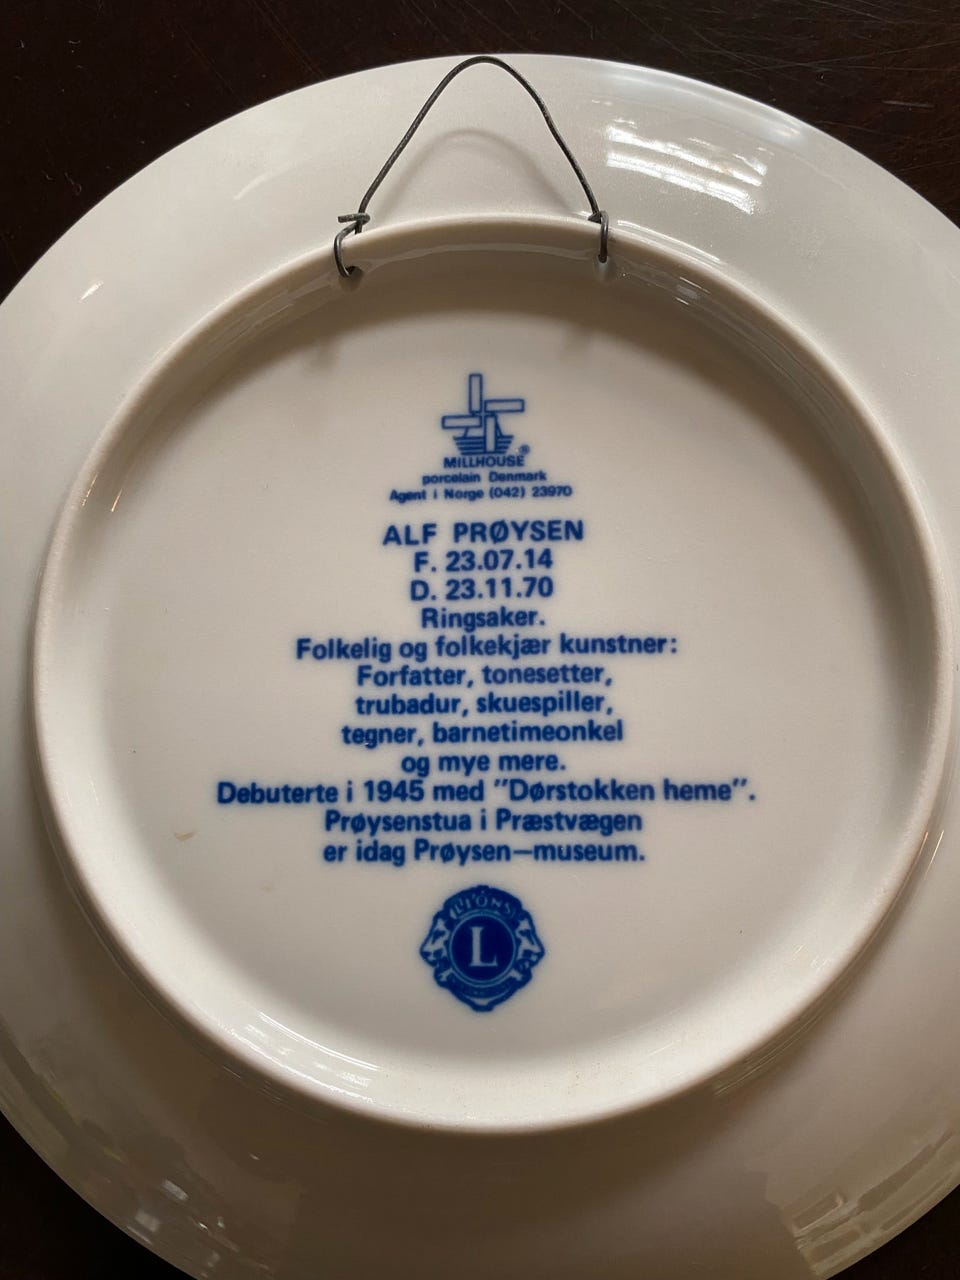 MILLHOUSE®
porcelain Denmark
Agent i Norge (042) 23970
ALF PRØYSEN
F. 23.07.14
D. 23.11.70
Ringsaker.
Folkelig og folkekjær kunstner:
Forfatter, tonesetter,
trubadur, skuespiller,
tegner, barnetimeonkel
og mye mere.
Debuterte i 1945 med "Dørstokken heme".
Prøysenstua i Præstvægen
er idag Prøysen—museum.
LIONS
L